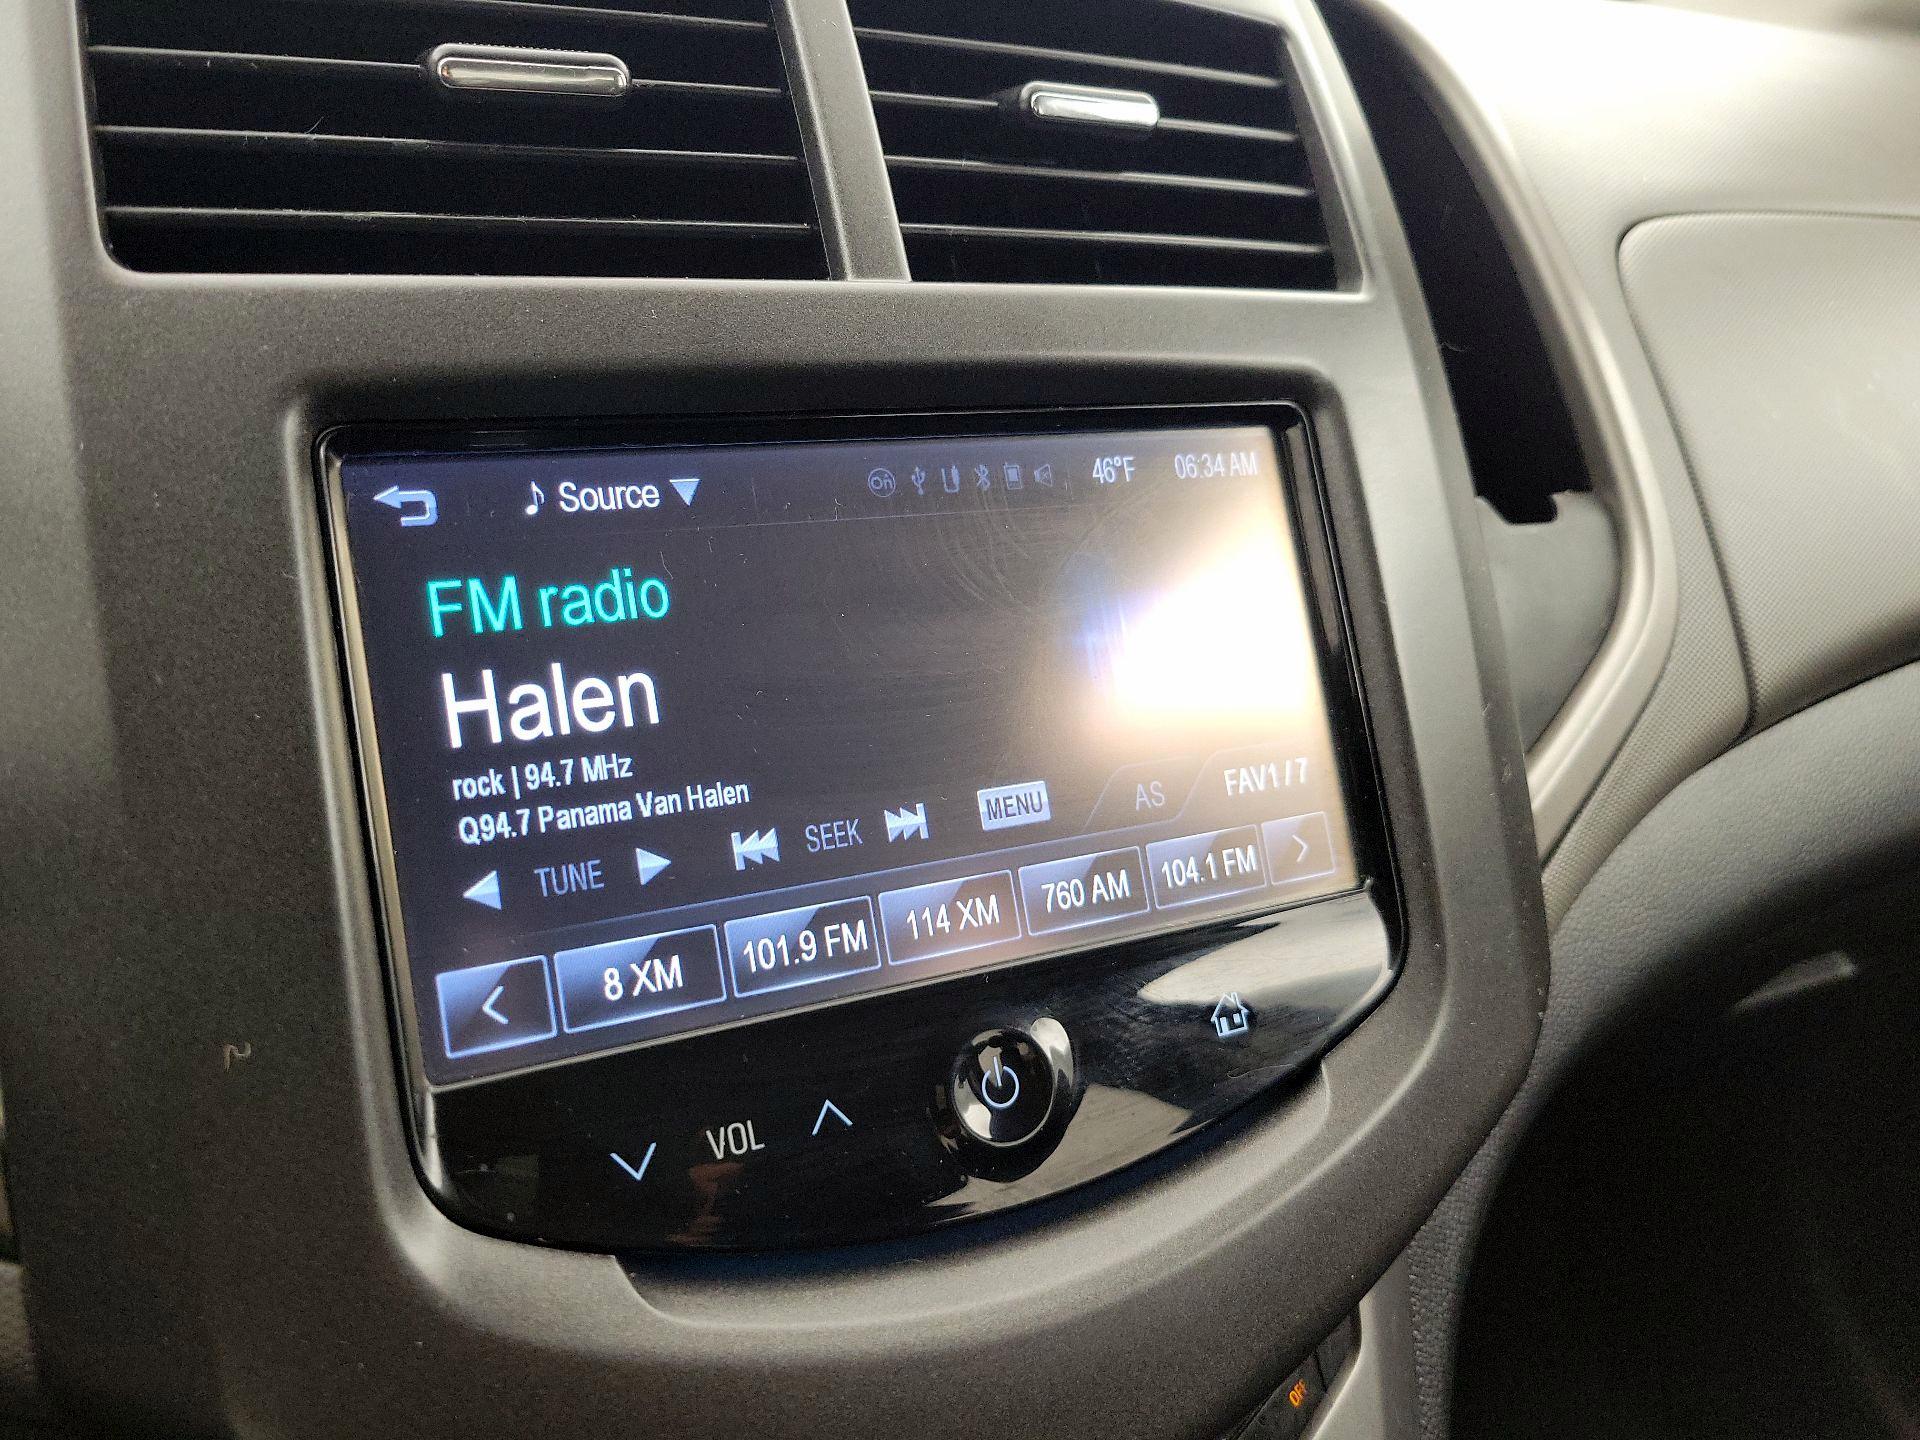 Source On 46°F 06:34 AM
FM radio
Halen
rock | 94.7 MHz
Q94.7 Panama Van Halen
TUNE SEEK MENU AS FAV1 / 7
< 8 XM 101.9 FM 114 XM 760 AM 104.1 FM >
VOL
OFF